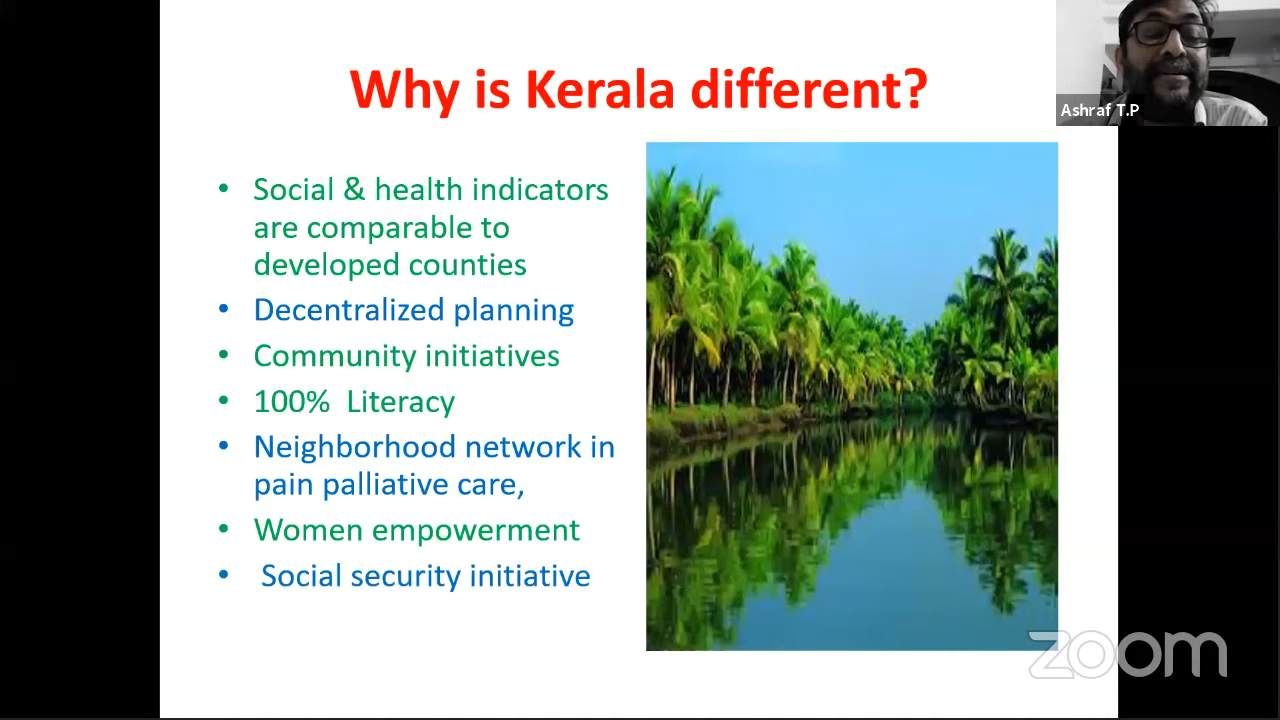 Why is Kerala different?
Ashraf T.P
• Social & health indicators
are comparable to
developed counties
• Decentralized planning
• Community initiatives
• 100%  Literacy
• Neighborhood network in
pain palliative care,
• Women empowerment
• Social security initiative
zoom